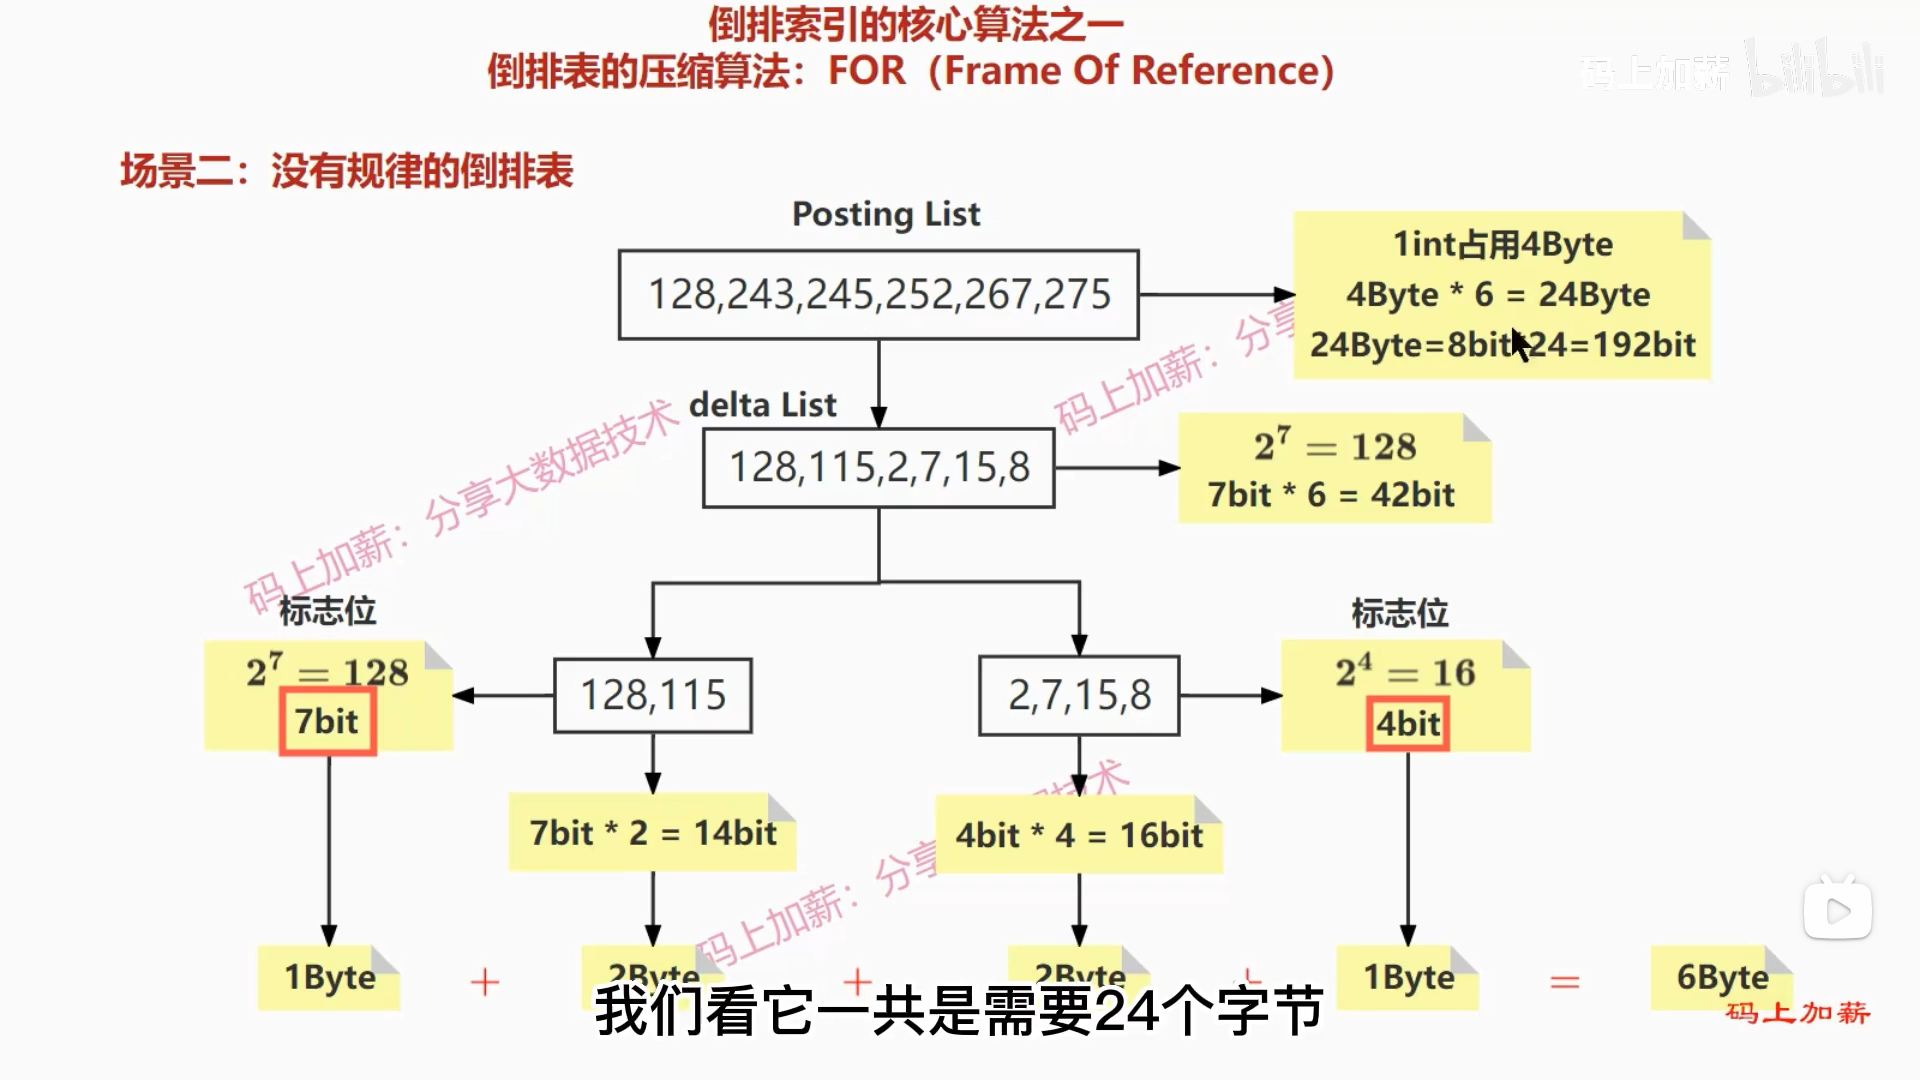 倒排索引的核心算法之一
倒排表的压缩算法：FOR（Frame Of Reference）
码上加薪 bilibili
场景二：没有规律的倒排表
Posting List
128,243,245,252,267,275
1int占用4Byte
4Byte * 6 = 24Byte
24Byte=8bit*24=192bit
码上加薪：分享
delta List
128,115,2,7,15,8
2⁷ = 128
7bit * 6 = 42bit
码上加薪：分享大数据技术
标志位
2⁷ = 128
7bit
128,115
2,7,15,8
标志位
2⁴ = 16
4bit
7bit * 2 = 14bit
4bit * 4 = 16bit
码上加薪：分享 技术
1Byte + 2Byte + 2Byte + 1Byte = 6Byte
我们看它一共是需要24个字节
码上加薪